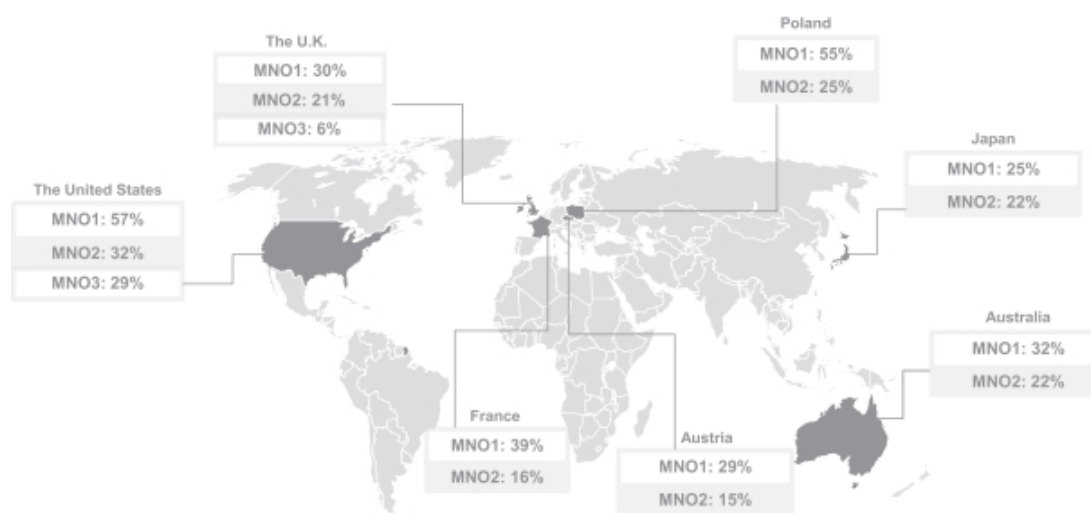 The U.K.
MNO1: 30%
MNO2: 21%
MNO3: 6%
Poland
MNO1: 55%
MNO2: 25%
Japan
MNO1: 25%
MNO2: 22%
The United States
MNO1: 57%
MNO2: 32%
MNO3: 29%
Australia
MNO1: 32%
MNO2: 22%
France
MNO1: 39%
MNO2: 16%
Austria
MNO1: 29%
MNO2: 15%